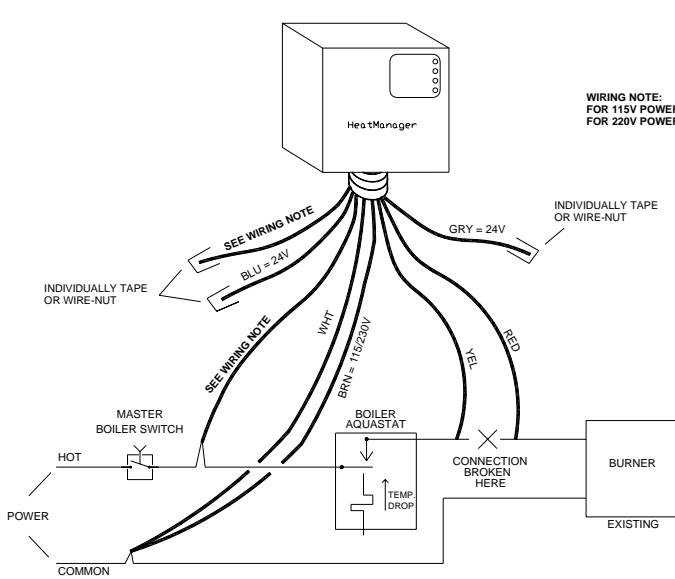 HeatManager
WIRING NOTE:
FOR 115V POWER
FOR 220V POWER
INDIVIDUALLY TAPE
OR WIRE-NUT
SEE WIRING NOTE
GRY = 24V
BLU = 24V
INDIVIDUALLY TAPE
OR WIRE-NUT
SEE WIRING NOTE
WHT
BRN = 115/230V
YEL
RED
MASTER
BOILER SWITCH
BOILER
AQUASTAT
HOT
CONNECTION
BROKEN
HERE
BURNER
TEMP.
DROP
POWER
EXISTING
COMMON